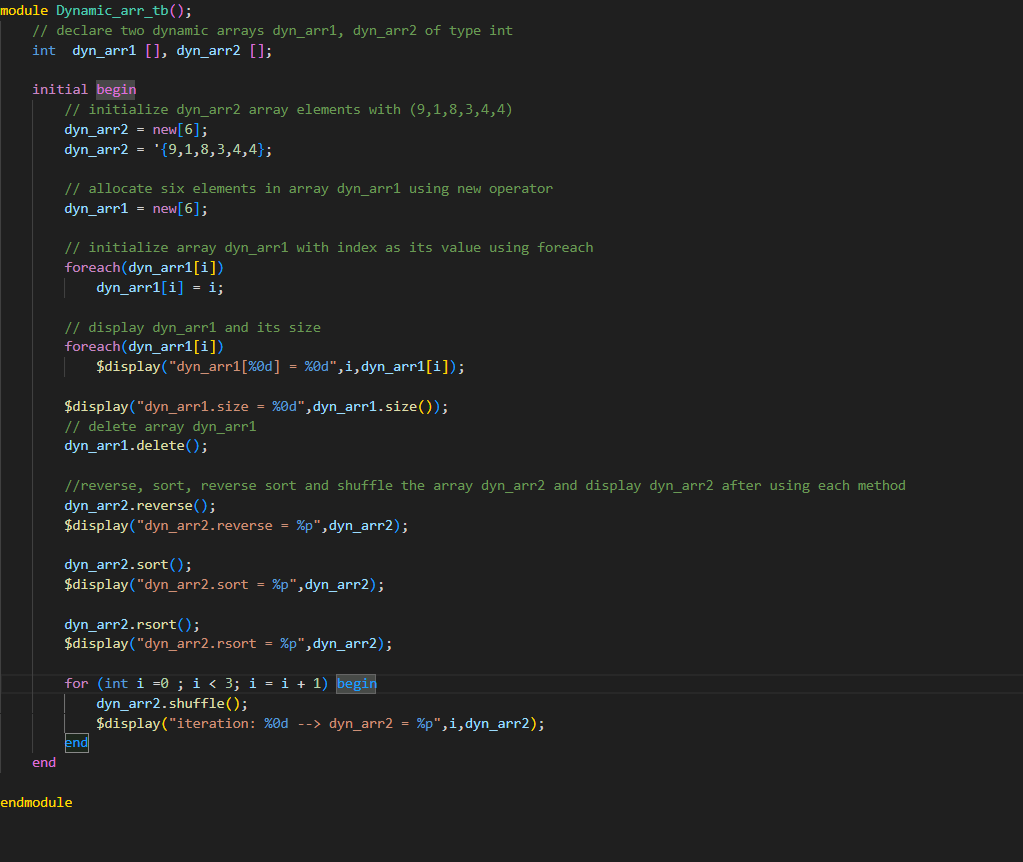 module Dynamic_arr_tb();
    // declare two dynamic arrays dyn_arr1, dyn_arr2 of type int
    int  dyn_arr1 [], dyn_arr2 [];

    initial begin
        // initialize dyn_arr2 array elements with (9,1,8,3,4,4)
        dyn_arr2 = new[6];
        dyn_arr2 = '{9,1,8,3,4,4};

        // allocate six elements in array dyn_arr1 using new operator
        dyn_arr1 = new[6];

        // initialize array dyn_arr1 with index as its value using foreach
        foreach(dyn_arr1[i])
            dyn_arr1[i] = i;

        // display dyn_arr1 and its size
        foreach(dyn_arr1[i])
            $display("dyn_arr1[%0d] = %0d",i,dyn_arr1[i]);

        $display("dyn_arr1.size = %0d",dyn_arr1.size());
        // delete array dyn_arr1
        dyn_arr1.delete();

        //reverse, sort, reverse sort and shuffle the array dyn_arr2 and display dyn_arr2 after using each method
        dyn_arr2.reverse();
        $display("dyn_arr2.reverse = %p",dyn_arr2);

        dyn_arr2.sort();
        $display("dyn_arr2.sort = %p",dyn_arr2);

        dyn_arr2.rsort();
        $display("dyn_arr2.rsort = %p",dyn_arr2);

        for (int i =0 ; i < 3; i = i + 1) begin
            dyn_arr2.shuffle();
            $display("iteration: %0d --> dyn_arr2 = %p",i,dyn_arr2);
        end
    end

endmodule